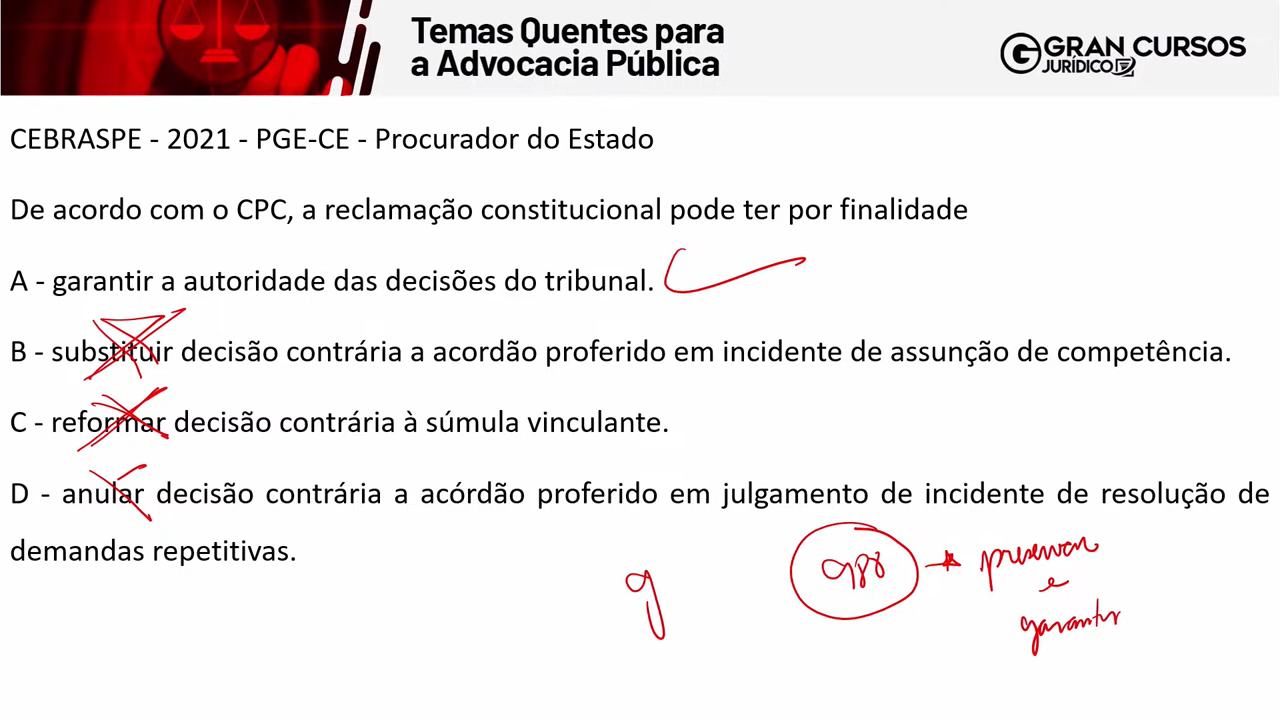 Temas Quentes para
a Advocacia Pública
GRAN CURSOS
JURÍDICO
CEBRASPE - 2021 - PGE-CE - Procurador do Estado
De acordo com o CPC, a reclamação constitucional pode ter por finalidade
A - garantir a autoridade das decisões do tribunal.
B - substituir decisão contrária a acordão proferido em incidente de assunção de competência.
C - reformar decisão contrária à súmula vinculante.
D - anular decisão contrária a acórdão proferido em julgamento de incidente de resolução de
demandas repetitivas.
9
988 preservar
e
garantir